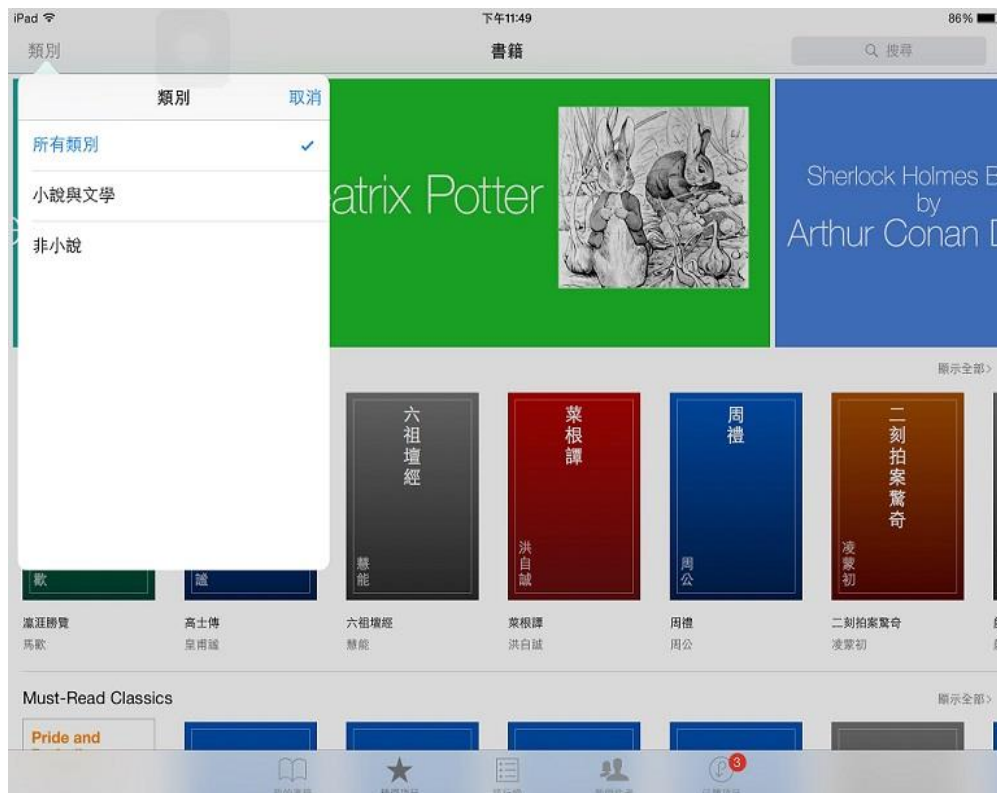 iPad
下午11:49
86%
類別
書籍
搜尋
類別
取消
所有類別
小說與文學
非小說
atrix Potter
Sherlock Holmes E
by
Arthur Conan D
顯示全部>
歡
謐
六祖壇經
慧能
菜根譚
洪自誠
周禮
周公
二刻拍案驚奇
凌蒙初
瀛涯勝覽
高士傳
六祖壇經
菜根譚
周禮
二刻拍案驚奇
馬歡
皇甫謐
慧能
洪自誠
周公
凌蒙初
Must-Read Classics
顯示全部>
Pride and
3